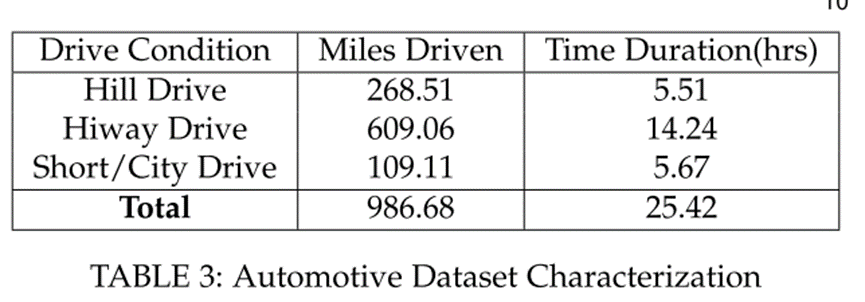 10
Drive Condition Miles Driven Time Duration(hrs)
Hill Drive 268.51 5.51
Hiway Drive 609.06 14.24
Short/City Drive 109.11 5.67
Total 986.68 25.42
TABLE 3: Automotive Dataset Characterization